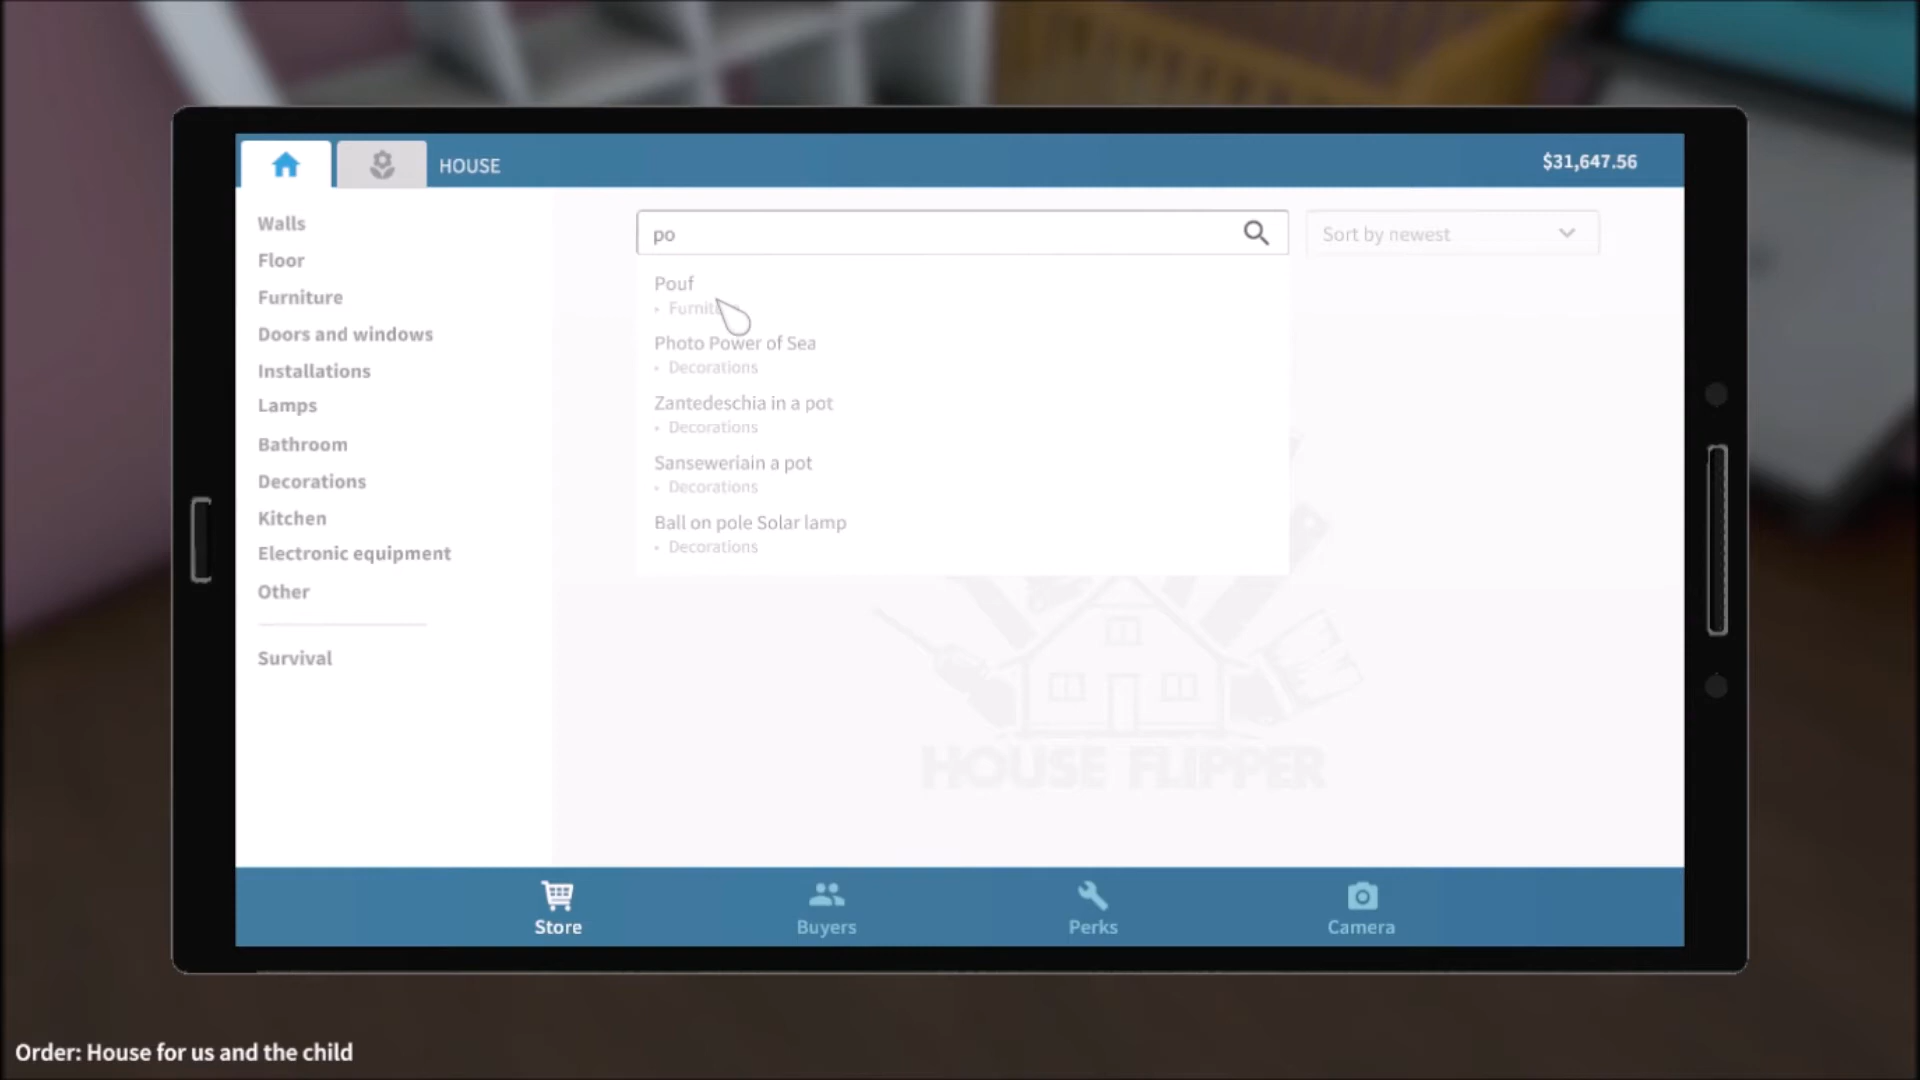 HOUSE
$31,647.56
Walls
Floor
Furniture
Doors and windows
Installations
Lamps
Bathroom
Decorations
Kitchen
Electronic equipment
Other
Survival
po
Sort by newest
Pouf
Photo Power of Sea
• Decorations
Zantedeschia in a pot
• Decorations
Sanseweriain a pot
• Decorations
Ball on pole Solar lamp
• Decorations
HOUSE FLIPPER
Store
Buyers
Perks
Camera
Order: House for us and the child